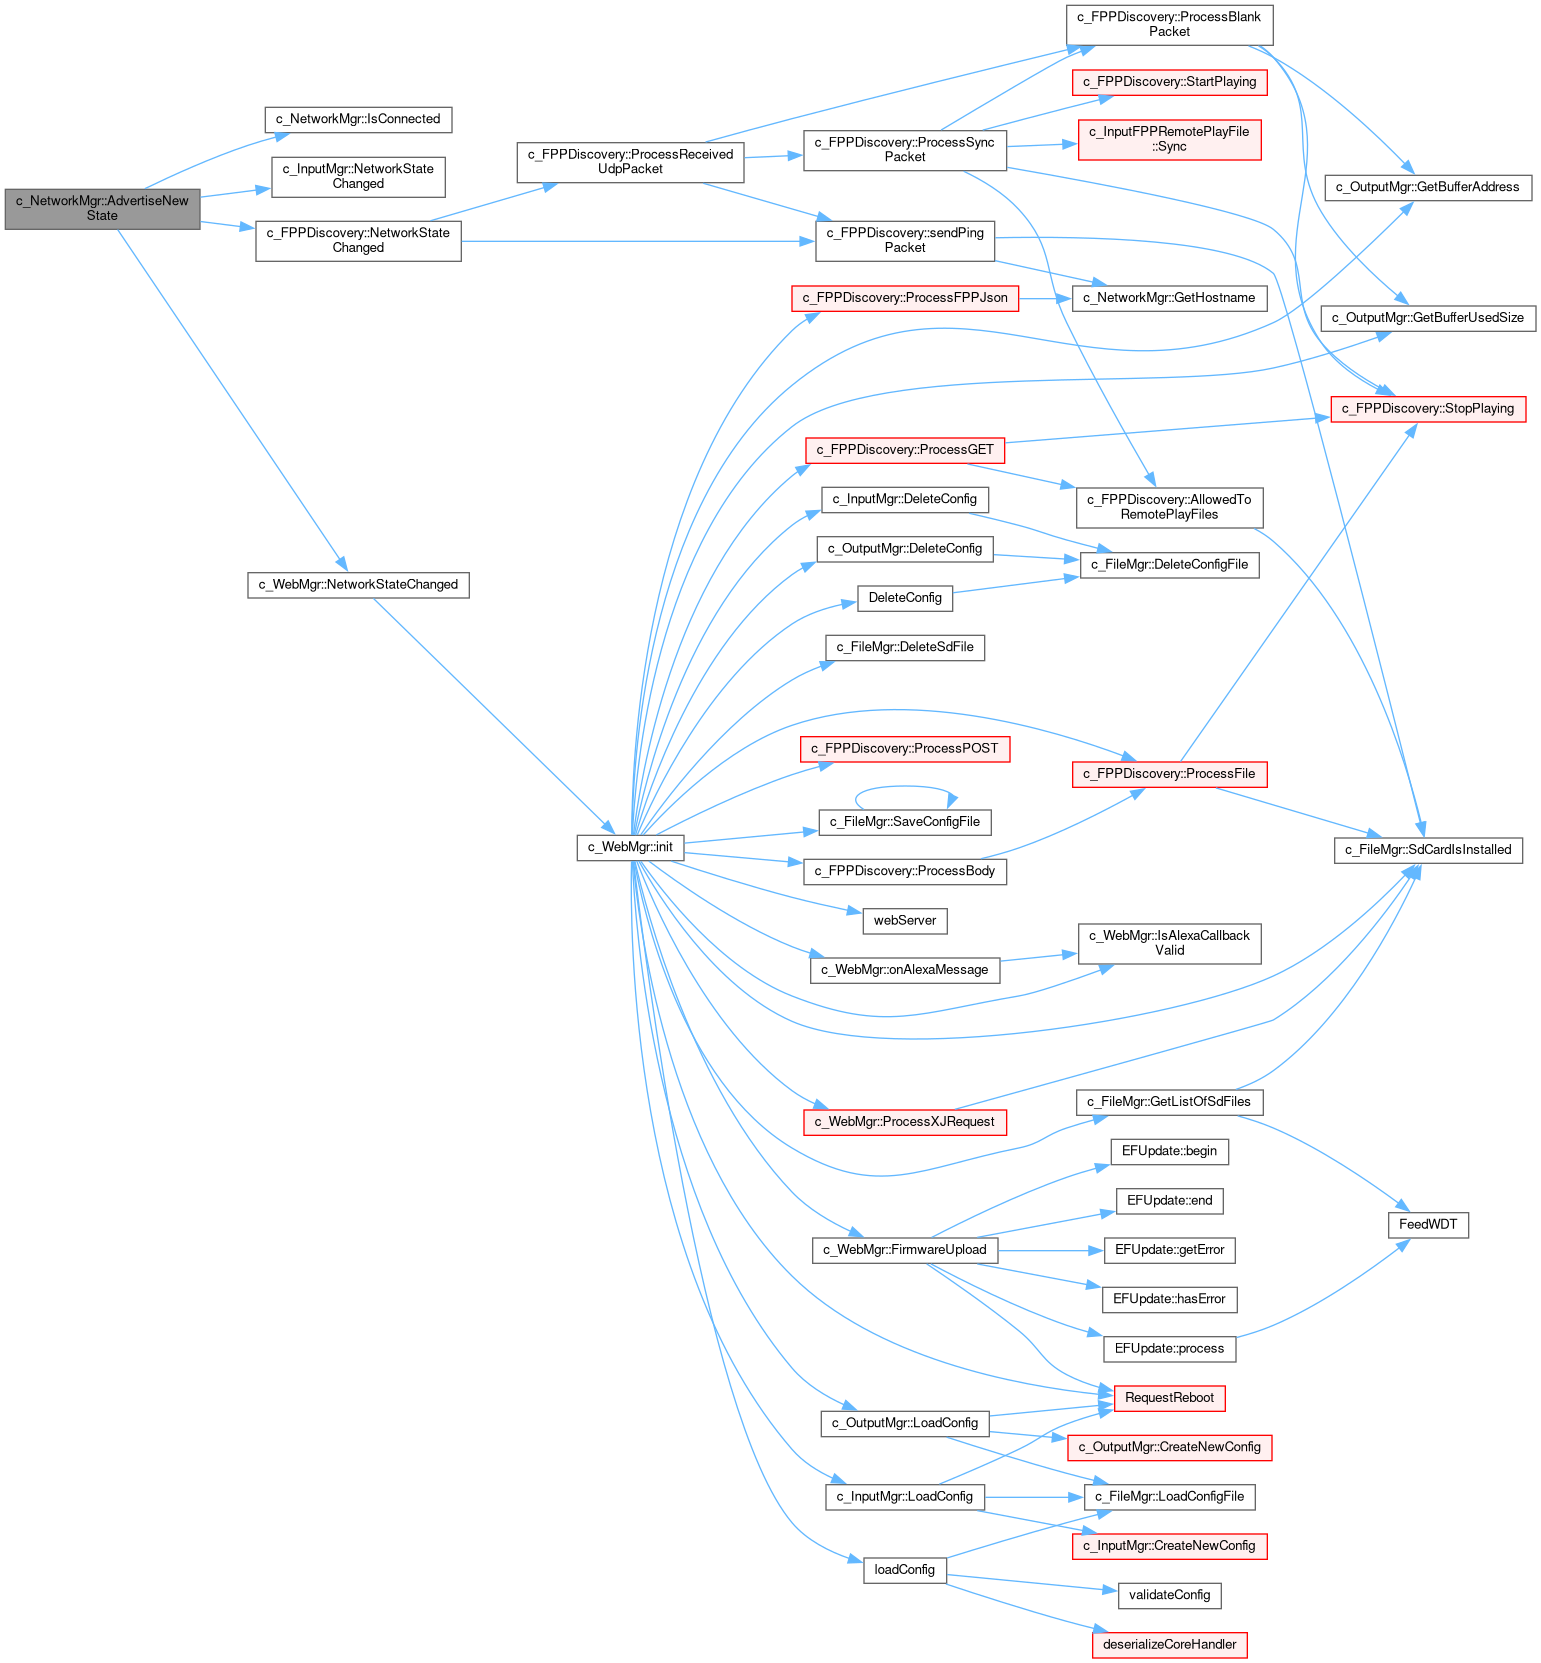 c_NetworkMgr::AdvertiseNew
State
c_NetworkMgr::IsConnected
c_InputMgr::NetworkState
Changed
c_FPPDiscovery::NetworkState
Changed
c_WebMgr::NetworkStateChanged
c_FPPDiscovery::ProcessReceived
UdpPacket
c_WebMgr::init
c_FPPDiscovery::ProcessSync
Packet
c_FPPDiscovery::sendPing
Packet
c_FPPDiscovery::ProcessFPPJson
c_FPPDiscovery::ProcessGET
c_InputMgr::DeleteConfig
c_OutputMgr::DeleteConfig
DeleteConfig
c_FileMgr::DeleteSdFile
c_FPPDiscovery::ProcessPOST
c_FileMgr::SaveConfigFile
c_FPPDiscovery::ProcessBody
webServer
c_WebMgr::onAlexaMessage
c_WebMgr::ProcessXJRequest
c_WebMgr::FirmwareUpload
c_OutputMgr::LoadConfig
c_InputMgr::LoadConfig
loadConfig
c_FPPDiscovery::ProcessBlank
Packet
c_FPPDiscovery::StartPlaying
c_InputFPPRemotePlayFile
::Sync
c_NetworkMgr::GetHostname
c_FPPDiscovery::AllowedTo
RemotePlayFiles
c_FileMgr::DeleteConfigFile
c_FPPDiscovery::ProcessFile
c_WebMgr::IsAlexaCallback
Valid
c_FileMgr::GetListOfSdFiles
EFUpdate::begin
EFUpdate::end
EFUpdate::getError
EFUpdate::hasError
EFUpdate::process
RequestReboot
c_OutputMgr::CreateNewConfig
c_FileMgr::LoadConfigFile
c_InputMgr::CreateNewConfig
validateConfig
deserializeCoreHandler
c_OutputMgr::GetBufferAddress
c_OutputMgr::GetBufferUsedSize
c_FPPDiscovery::StopPlaying
c_FileMgr::SdCardIsInstalled
FeedWDT